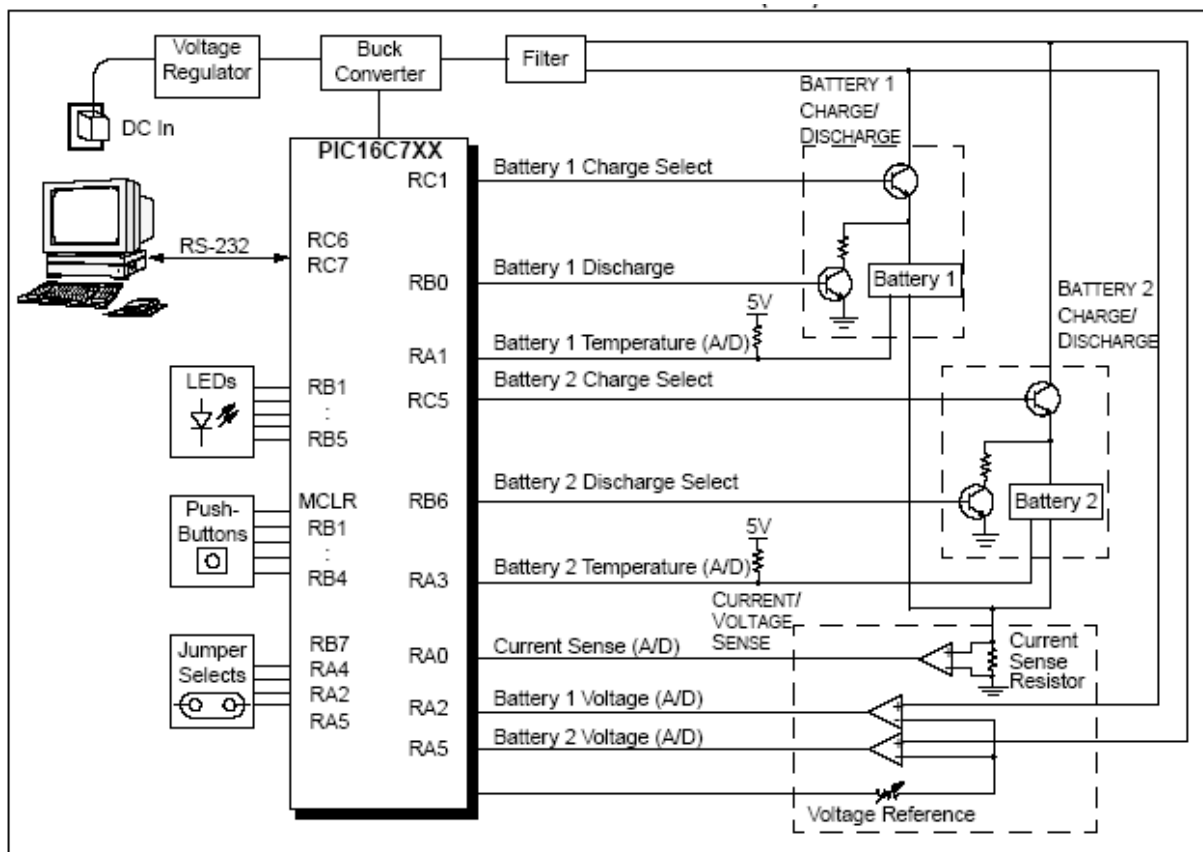 Voltage
Regulator
Buck
Converter
Filter
DC In
BATTERY 1
CHARGE/
DISCHARGE
PIC16C7XX
RC1
Battery 1 Charge Select
RS-232
RC6
RC7
RB0
Battery 1 Discharge
Battery 1
5V
BATTERY 2
CHARGE/
DISCHARGE
RA1
Battery 1 Temperature (A/D)
LEDs
RB1
:
RB5
RC5
Battery 2 Charge Select
Push-
Buttons
MCLR
RB1
:
RB4
RB6
Battery 2 Discharge Select
Battery 2
5V
RA3
Battery 2 Temperature (A/D)
CURRENT/
VOLTAGE
SENSE
Jumper
Selects
RB7
RA4
RA2
RA5
RA0
Current Sense (A/D)
Current
Sense
Resistor
RA2
Battery 1 Voltage (A/D)
RA5
Battery 2 Voltage (A/D)
Voltage Reference